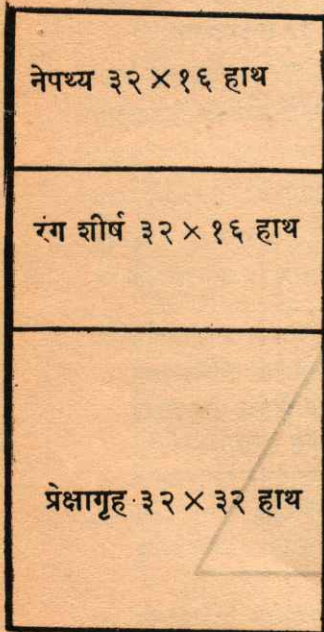 नेपथ्य ३२×१६ हाथ
रंग शीर्ष ३२×१६ हाथ
प्रेक्षागृह ३२×३२ हाथ